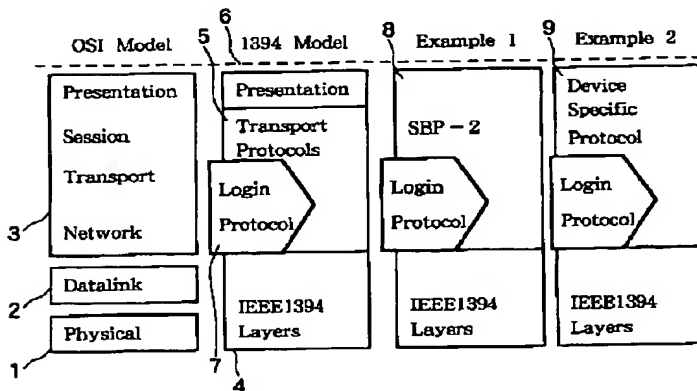 OSI Model
1394 Model
Example 1
Example 2
3
5
6
8
9
Presentation
Session
Transport
Network
2
Datalink
1
Physical
Presentation
Transport
Protocols
Login
Protocol
7
IEEE1394
Layers
4
SBP-2
Login
Protocol
IEEE1394
Layers
Device
Specific
Protocol
Login
Protocol
IEEE1394
Layers